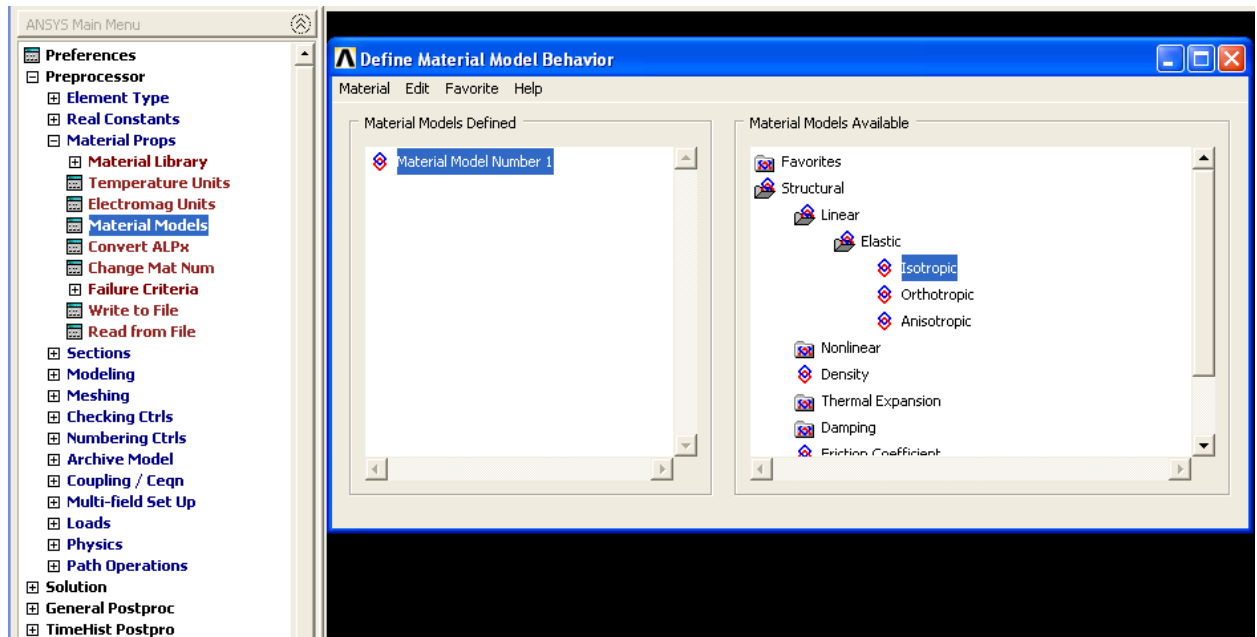 ANSYS Main Menu
Preferences
Preprocessor
Element Type
Real Constants
Material Props
Material Library
Temperature Units
Electromag Units
Material Models
Convert ALPx
Change Mat Num
Failure Criteria
Write to File
Read from File
Sections
Modeling
Meshing
Checking Ctrls
Numbering Ctrls
Archive Model
Coupling / Ceqn
Multi-field Set Up
Loads
Physics
Path Operations
Solution
General Postproc
TimeHist Postpro
Define Material Model Behavior
Material Edit Favorite Help
Material Models Defined
Material Model Number 1
Material Models Available
Favorites
Structural
Linear
Elastic
Isotropic
Orthotropic
Anisotropic
Nonlinear
Density
Thermal Expansion
Damping
Friction Coefficient